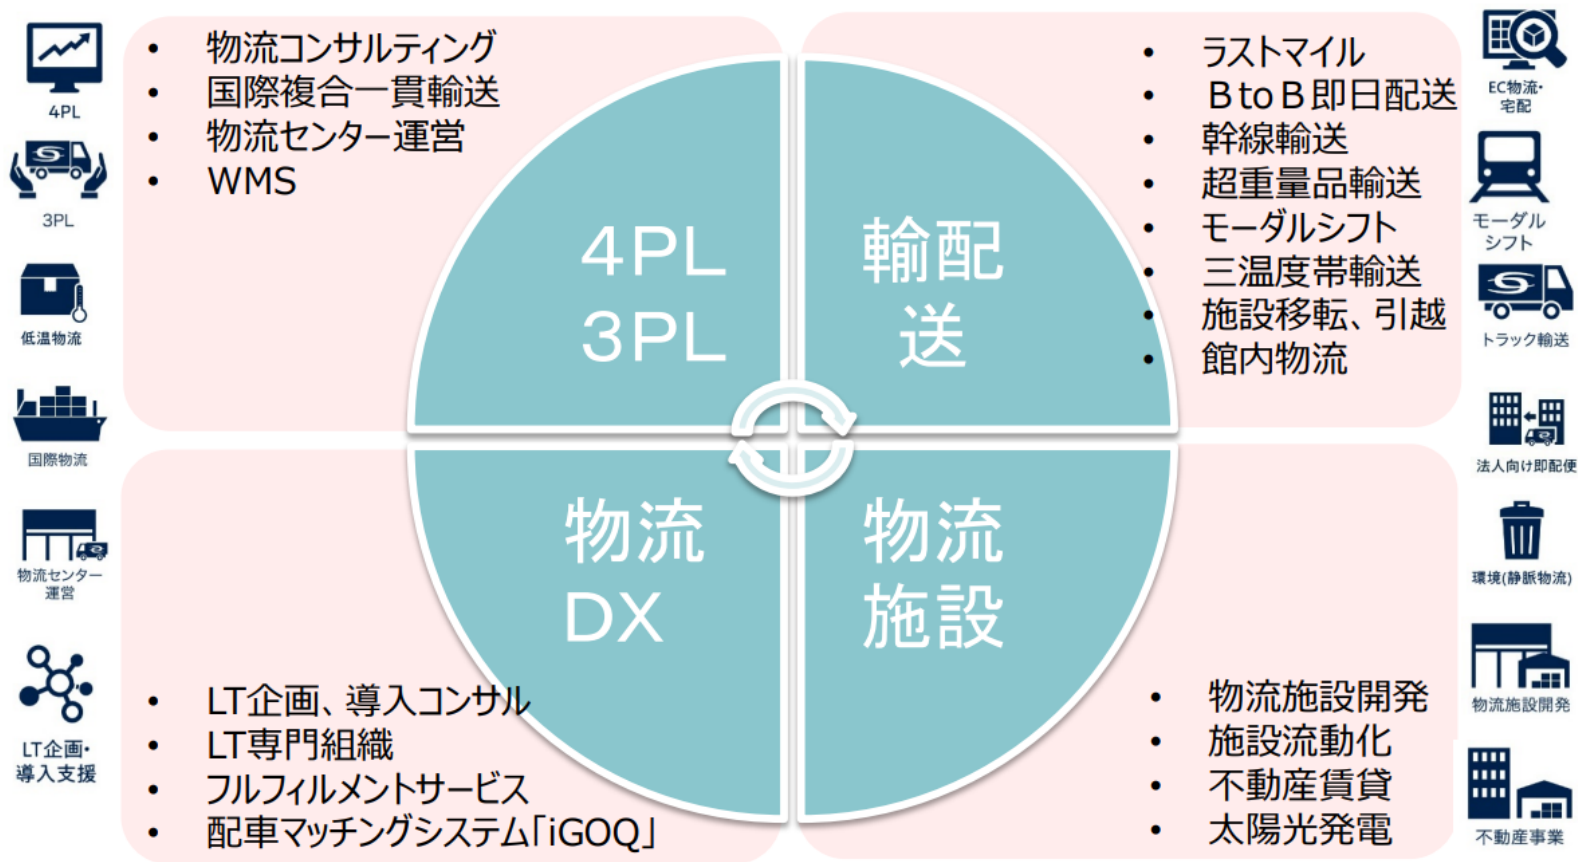 4PL
3PL
低温物流
国際物流
物流センター
運営
LT企画・
導入支援
• 物流コンサルティング
• 国際複合一貫輸送
• 物流センター運営
• WMS
4PL
3PL
輸配
送
• ラストマイル
• BtoB即日配送
• 幹線輸送
• 超重量品輸送
• モーダルシフト
• 三温度帯輸送
• 施設移転、引越
• 館内物流
物流
DX
• LT企画、導入コンサル
• LT専門組織
• フルフィルメントサービス
• 配車マッチングシステム「iGOQ」
物流
施設
• 物流施設開発
• 施設流動化
• 不動産賃貸
• 太陽光発電
EC物流・
宅配
モーダル
シフト
トラック輸送
法人向け即配便
環境(静脈物流)
物流施設開発
不動産事業